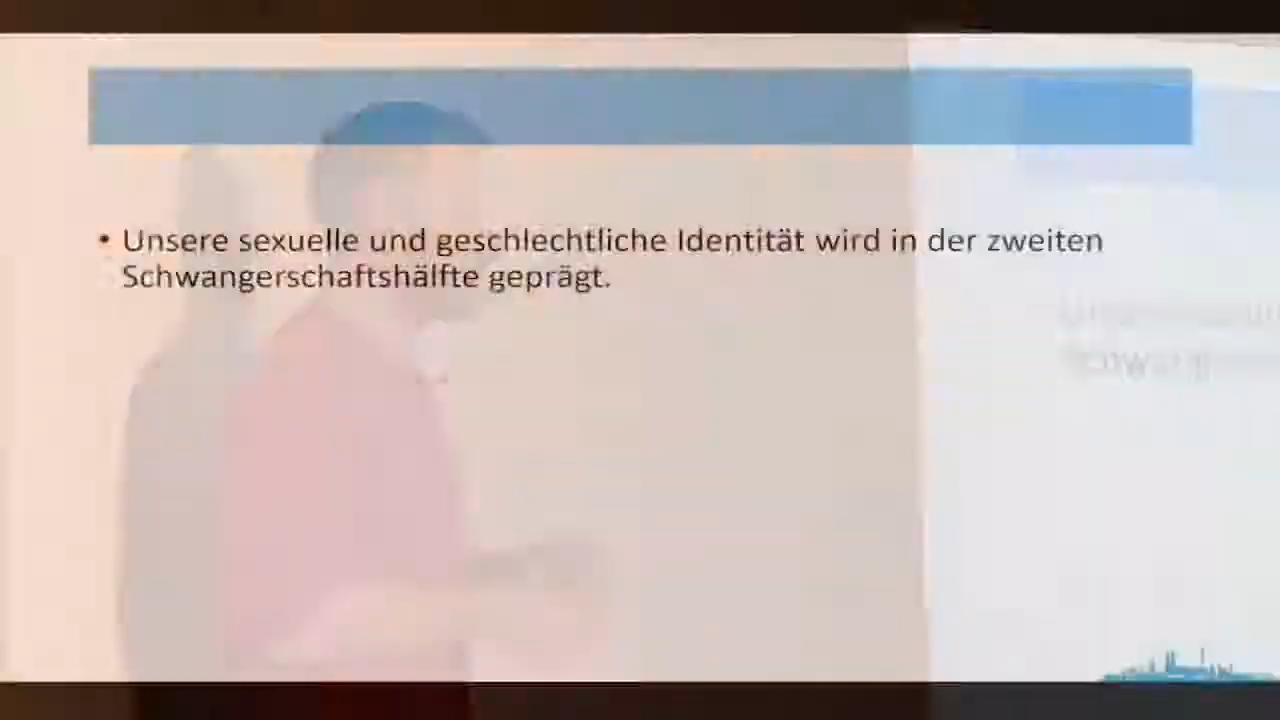 • Unsere sexuelle und geschlechtliche Identität wird in der zweiten
Schwangerschaftshälfte geprägt.